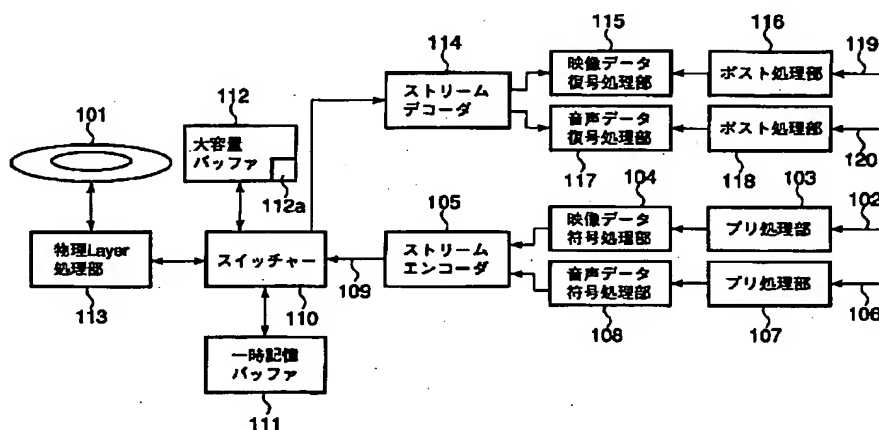 115
116
119
114
映像データ
復号処理部
ポスト処理部
ストリーム
デコーダ
112
101
大容量
バッファ
112a
音声データ
復号処理部
ポスト処理部
120
117
118
104
103
102
105
映像データ
符号処理部
プリ処理部
物理Layer
処理部
スイッチャー
ストリーム
エンコーダ
109
音声データ
符号処理部
プリ処理部
113
110
108
107
106
一時記憶
バッファ
111